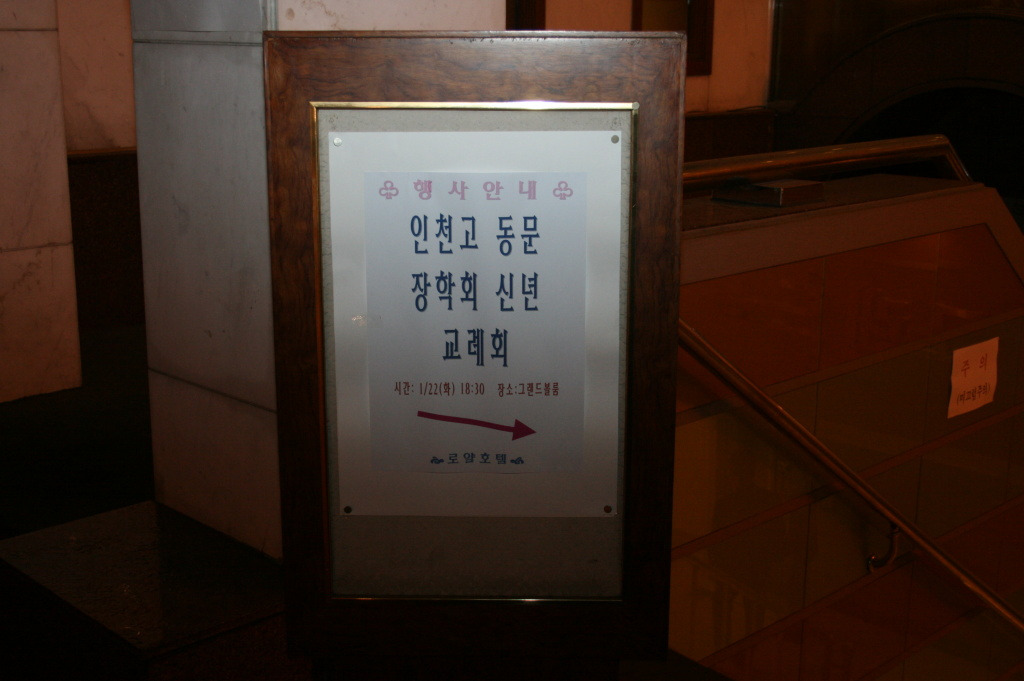 행사안내
인천고 동문
장학회 신년
교례회
시간: 1/22(화) 18:30 장소:그랜드볼룸
로얄호텔
주의